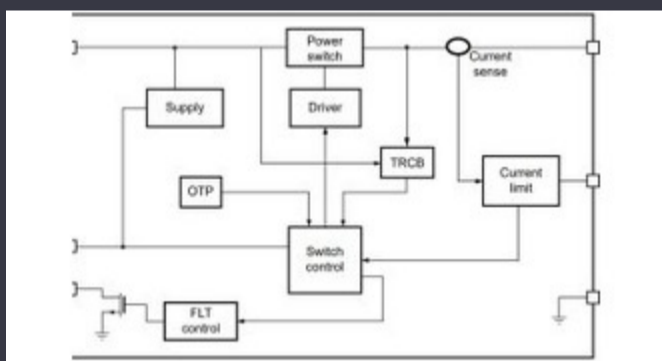 Power
switch
Current
sense
Supply
Driver
TRCB
Current
limit
OTP
Switch
control
FLT
control